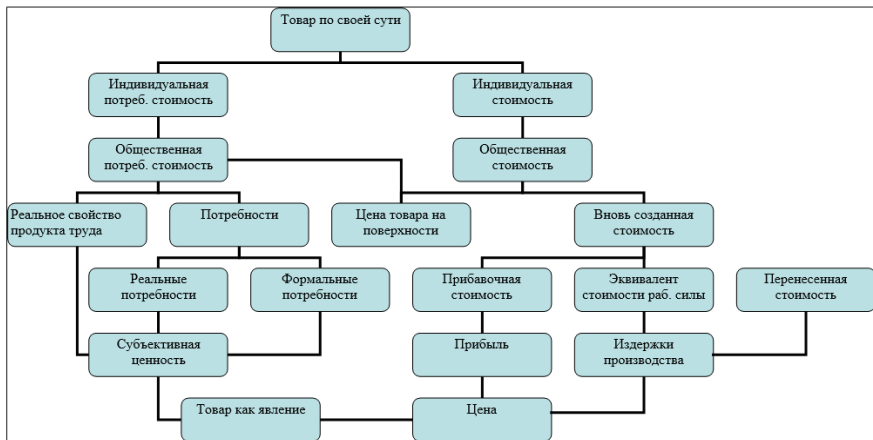 Товар по своей сути
Индивидуальная
потреб. стоимость
Индивидуальная
стоимость
Общественная
потреб. стоимость
Общественная
стоимость
Реальное свойство
продукта труда
Потребности
Цена товара на
поверхности
Вновь созданная
стоимость
Реальные
потребности
Формальные
потребности
Прибавочная
стоимость
Эквивалент
стоимости раб. силы
Перенесенная
стоимость
Субъективная
ценность
Прибыль
Издержки
производства
Товар как явление
Цена